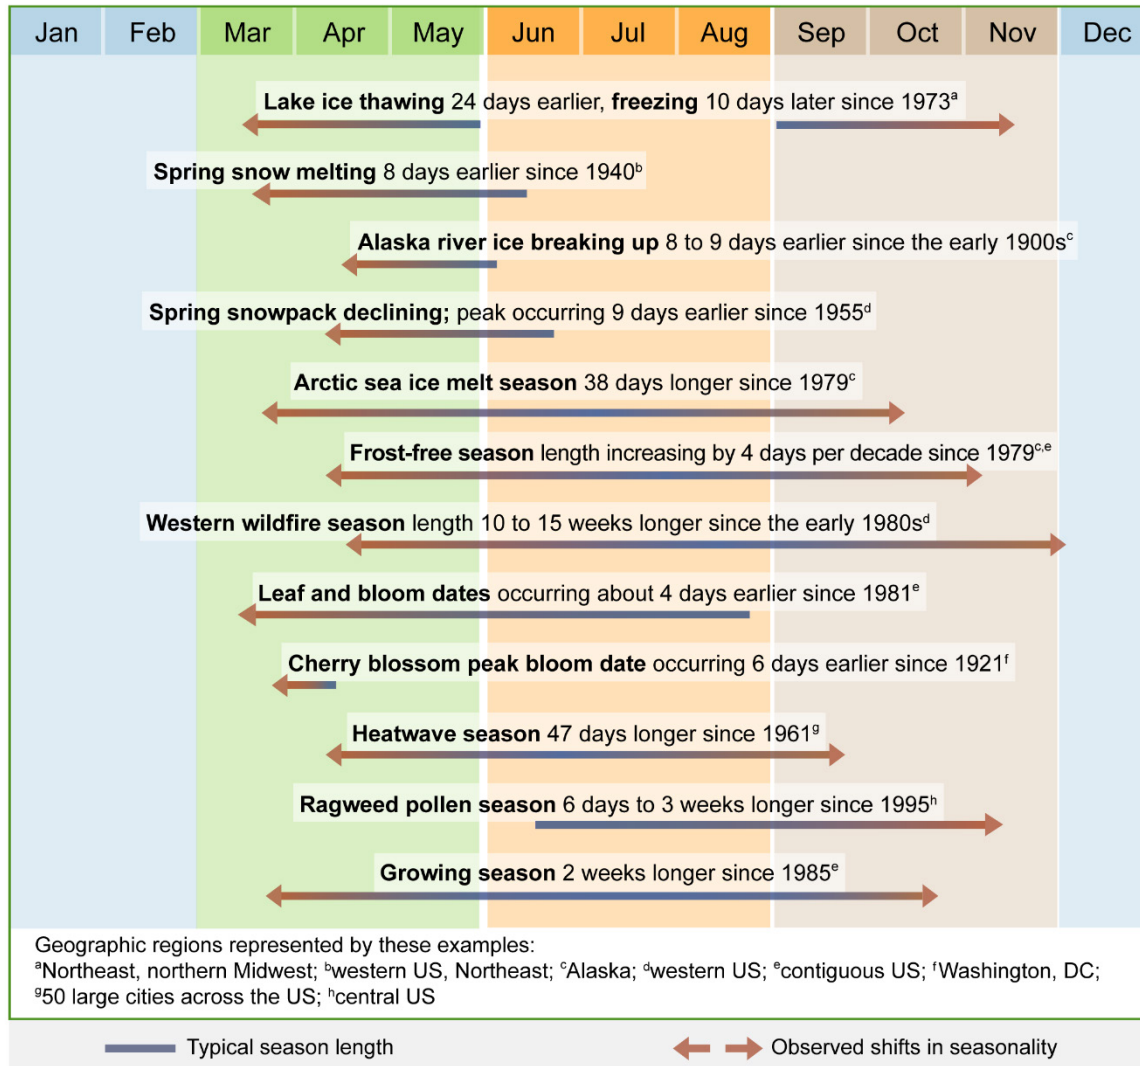 Jan Feb Mar Apr May Jun Jul Aug Sep Oct Nov Dec
Lake ice thawing 24 days earlier, freezing 10 days later since 1973ᵃ
Spring snow melting 8 days earlier since 1940ᵇ
Alaska river ice breaking up 8 to 9 days earlier since the early 1900sᶜ
Spring snowpack declining; peak occurring 9 days earlier since 1955ᵈ
Arctic sea ice melt season 38 days longer since 1979ᶜ
Frost-free season length increasing by 4 days per decade since 1979ᶜ,ᵉ
Western wildfire season length 10 to 15 weeks longer since the early 1980sᵈ
Leaf and bloom dates occurring about 4 days earlier since 1981ᵉ
Cherry blossom peak bloom date occurring 6 days earlier since 1921ᶠ
Heatwave season 47 days longer since 1961ᵍ
Ragweed pollen season 6 days to 3 weeks longer since 1995ʰ
Growing season 2 weeks longer since 1985ᵉ
Geographic regions represented by these examples:
ᵃNortheast, northern Midwest; ᵇwestern US, Northeast; ᶜAlaska; ᵈwestern US; ᵉcontiguous US; ᶠWashington, DC;
ᵍ50 large cities across the US; ʰcentral US
Typical season length
Observed shifts in seasonality